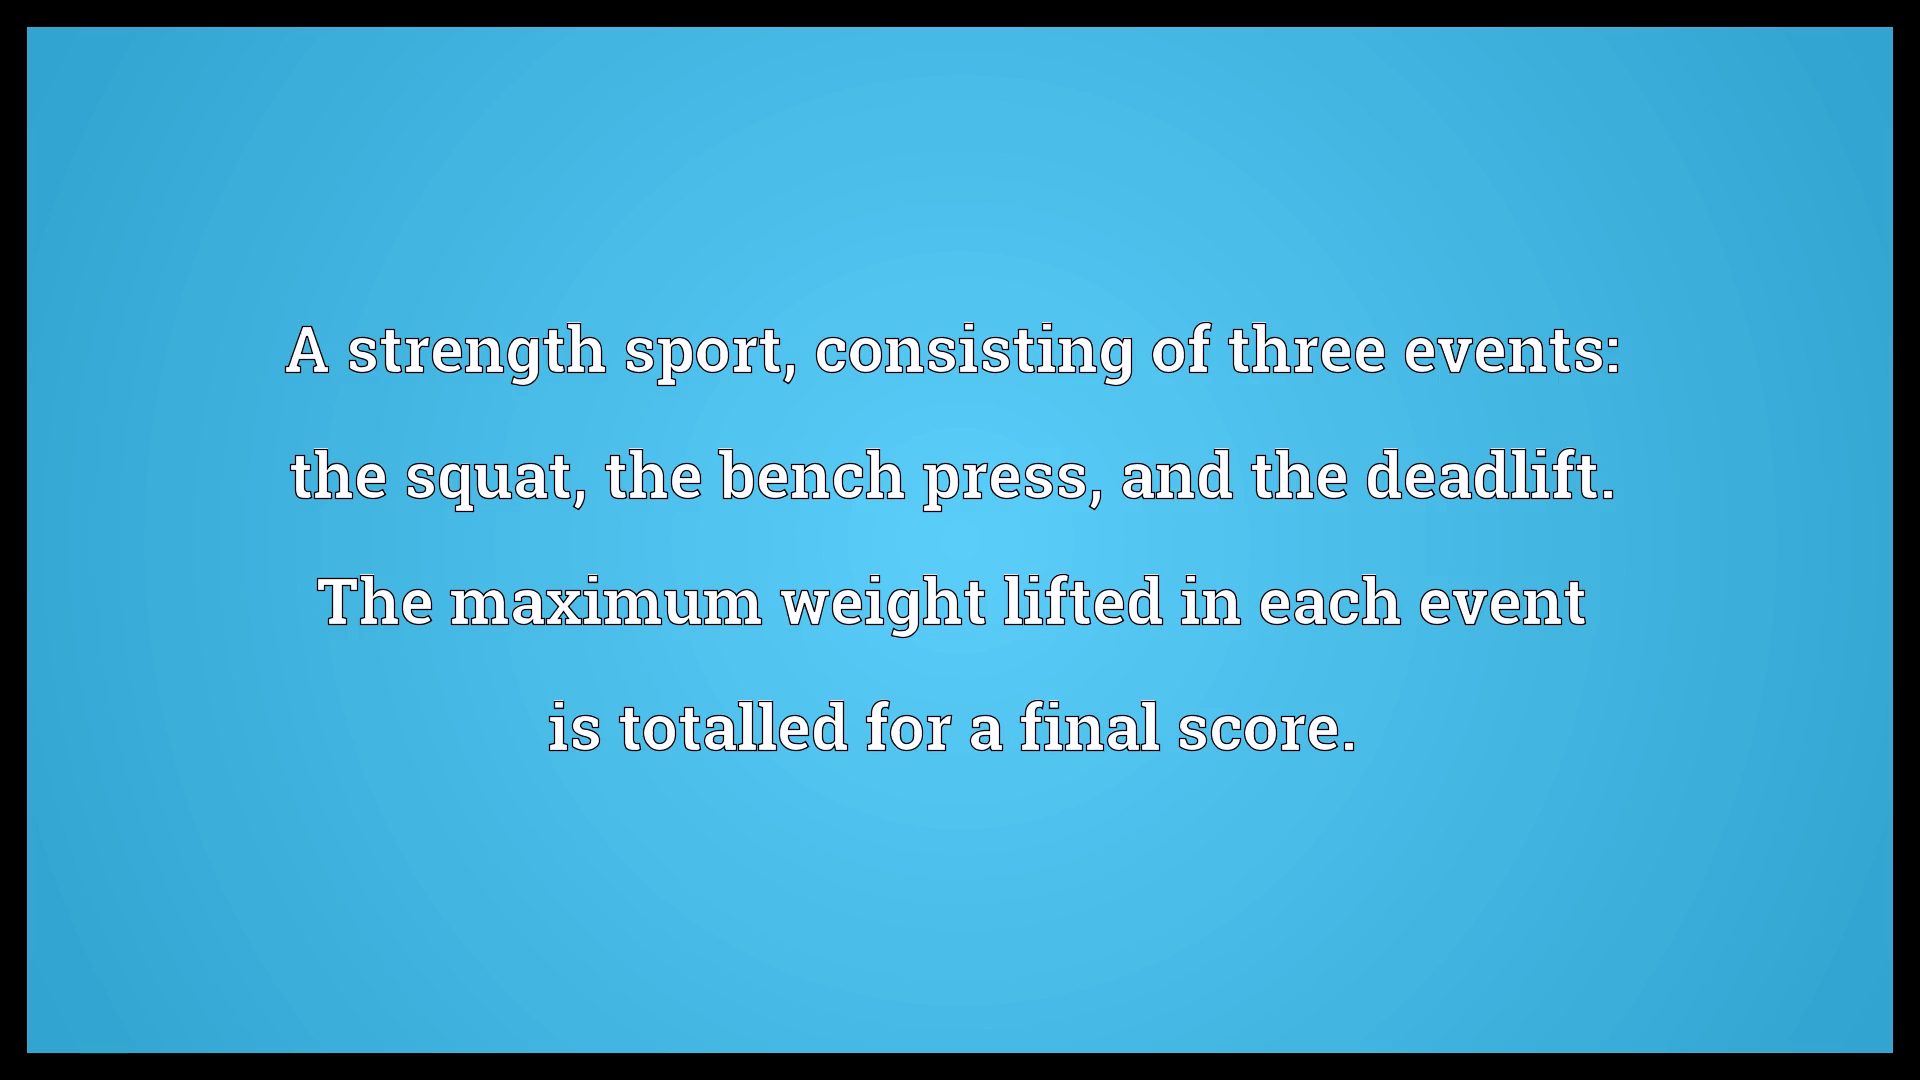 A strength sport, consisting of three events:
the squat, the bench press, and the deadlift.
The maximum weight lifted in each event
is totalled for a final score.